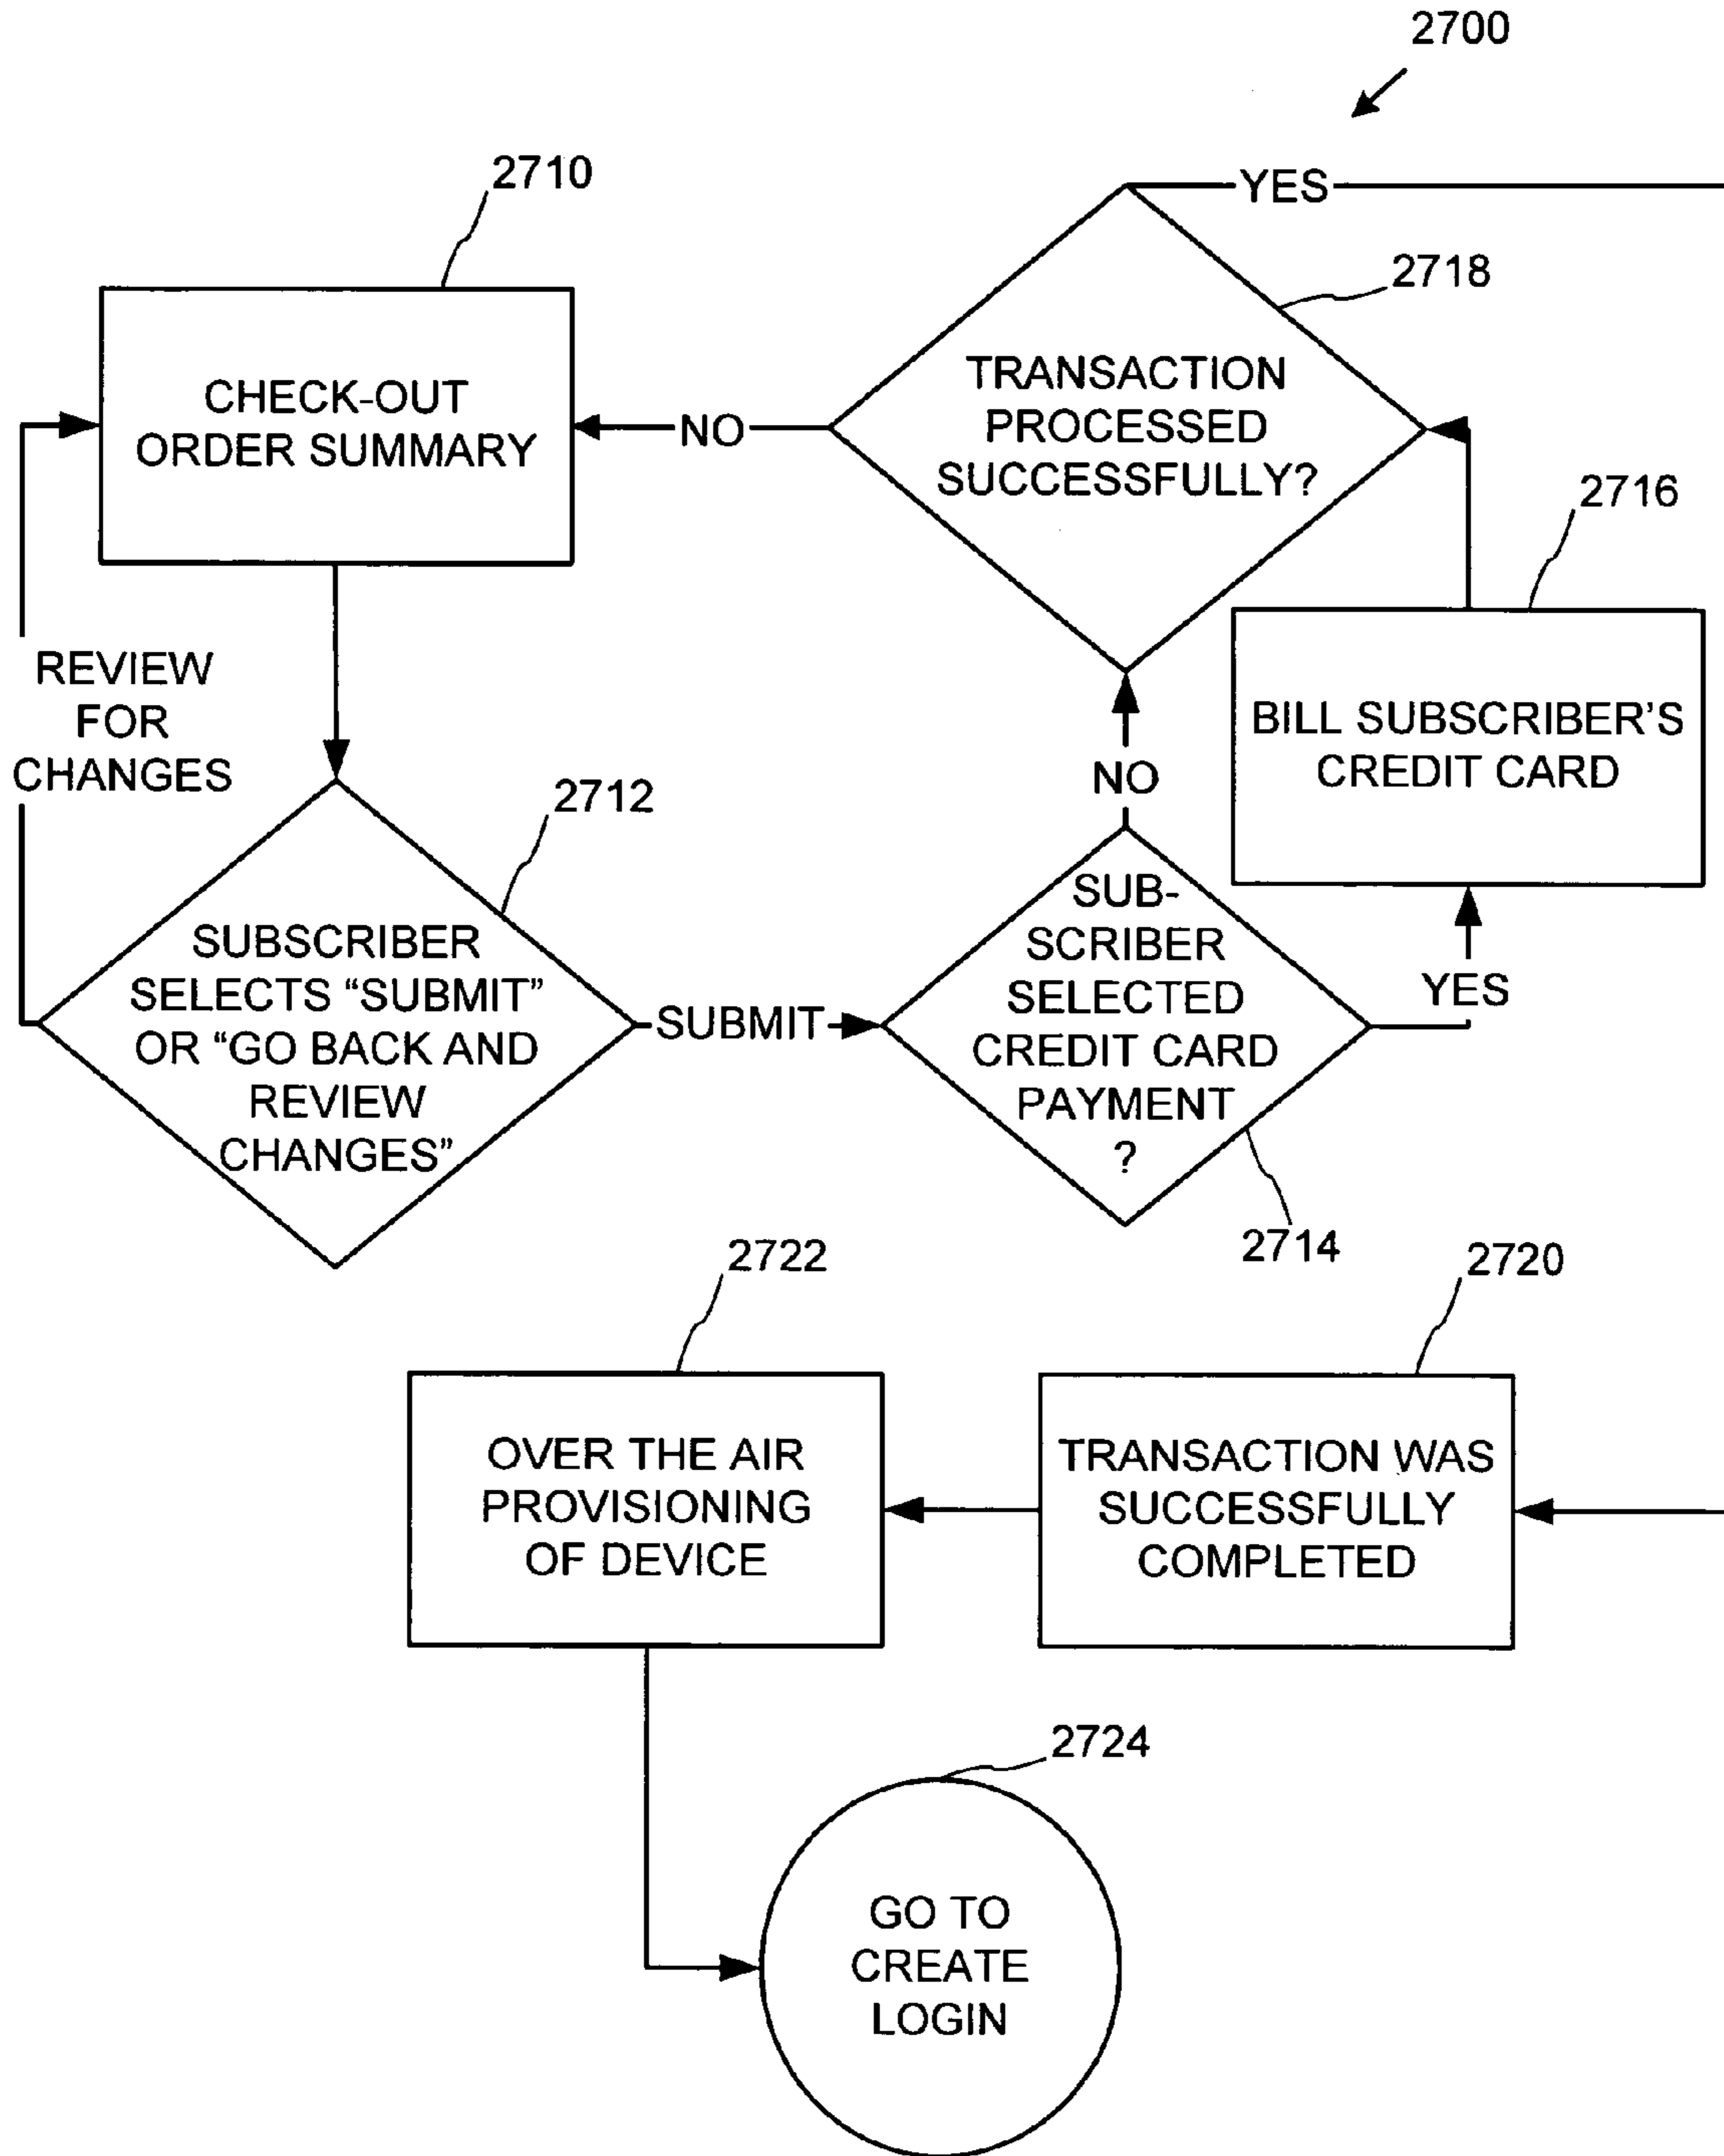 2700
2710
YES
2718
CHECK-OUT
ORDER SUMMARY
NO
TRANSACTION
PROCESSED
SUCCESSFULLY?
2716
REVIEW
FOR
CHANGES
BILL SUBSCRIBER'S
CREDIT CARD
NO
2712
SUBSCRIBER
SELECTS “SUBMIT”
OR “GO BACK AND
REVIEW
CHANGES”
SUBMIT
SUB-
SCRIBER
SELECTED
CREDIT CARD
PAYMENT
?
YES
2714
2722
2720
OVER THE AIR
PROVISIONING
OF DEVICE
TRANSACTION WAS
SUCCESSFULLY
COMPLETED
2724
GO TO
CREATE
LOGIN